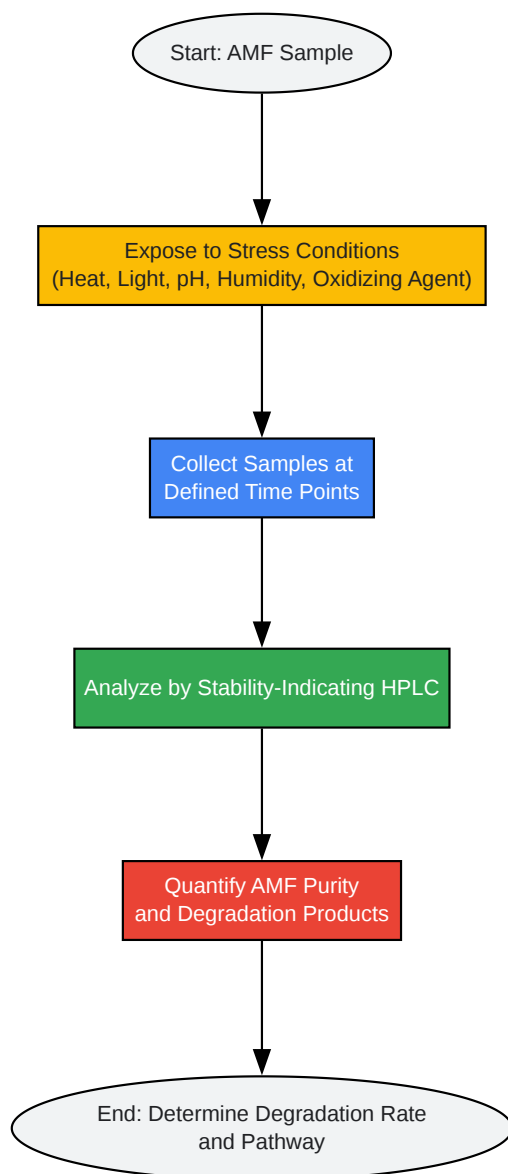 Start: AMF Sample
Expose to Stress Conditions
(Heat, Light, pH, Humidity, Oxidizing Agent)
Collect Samples at
Defined Time Points
Analyze by Stability-Indicating HPLC
Quantify AMF Purity
and Degradation Products
End: Determine Degradation Rate
and Pathway